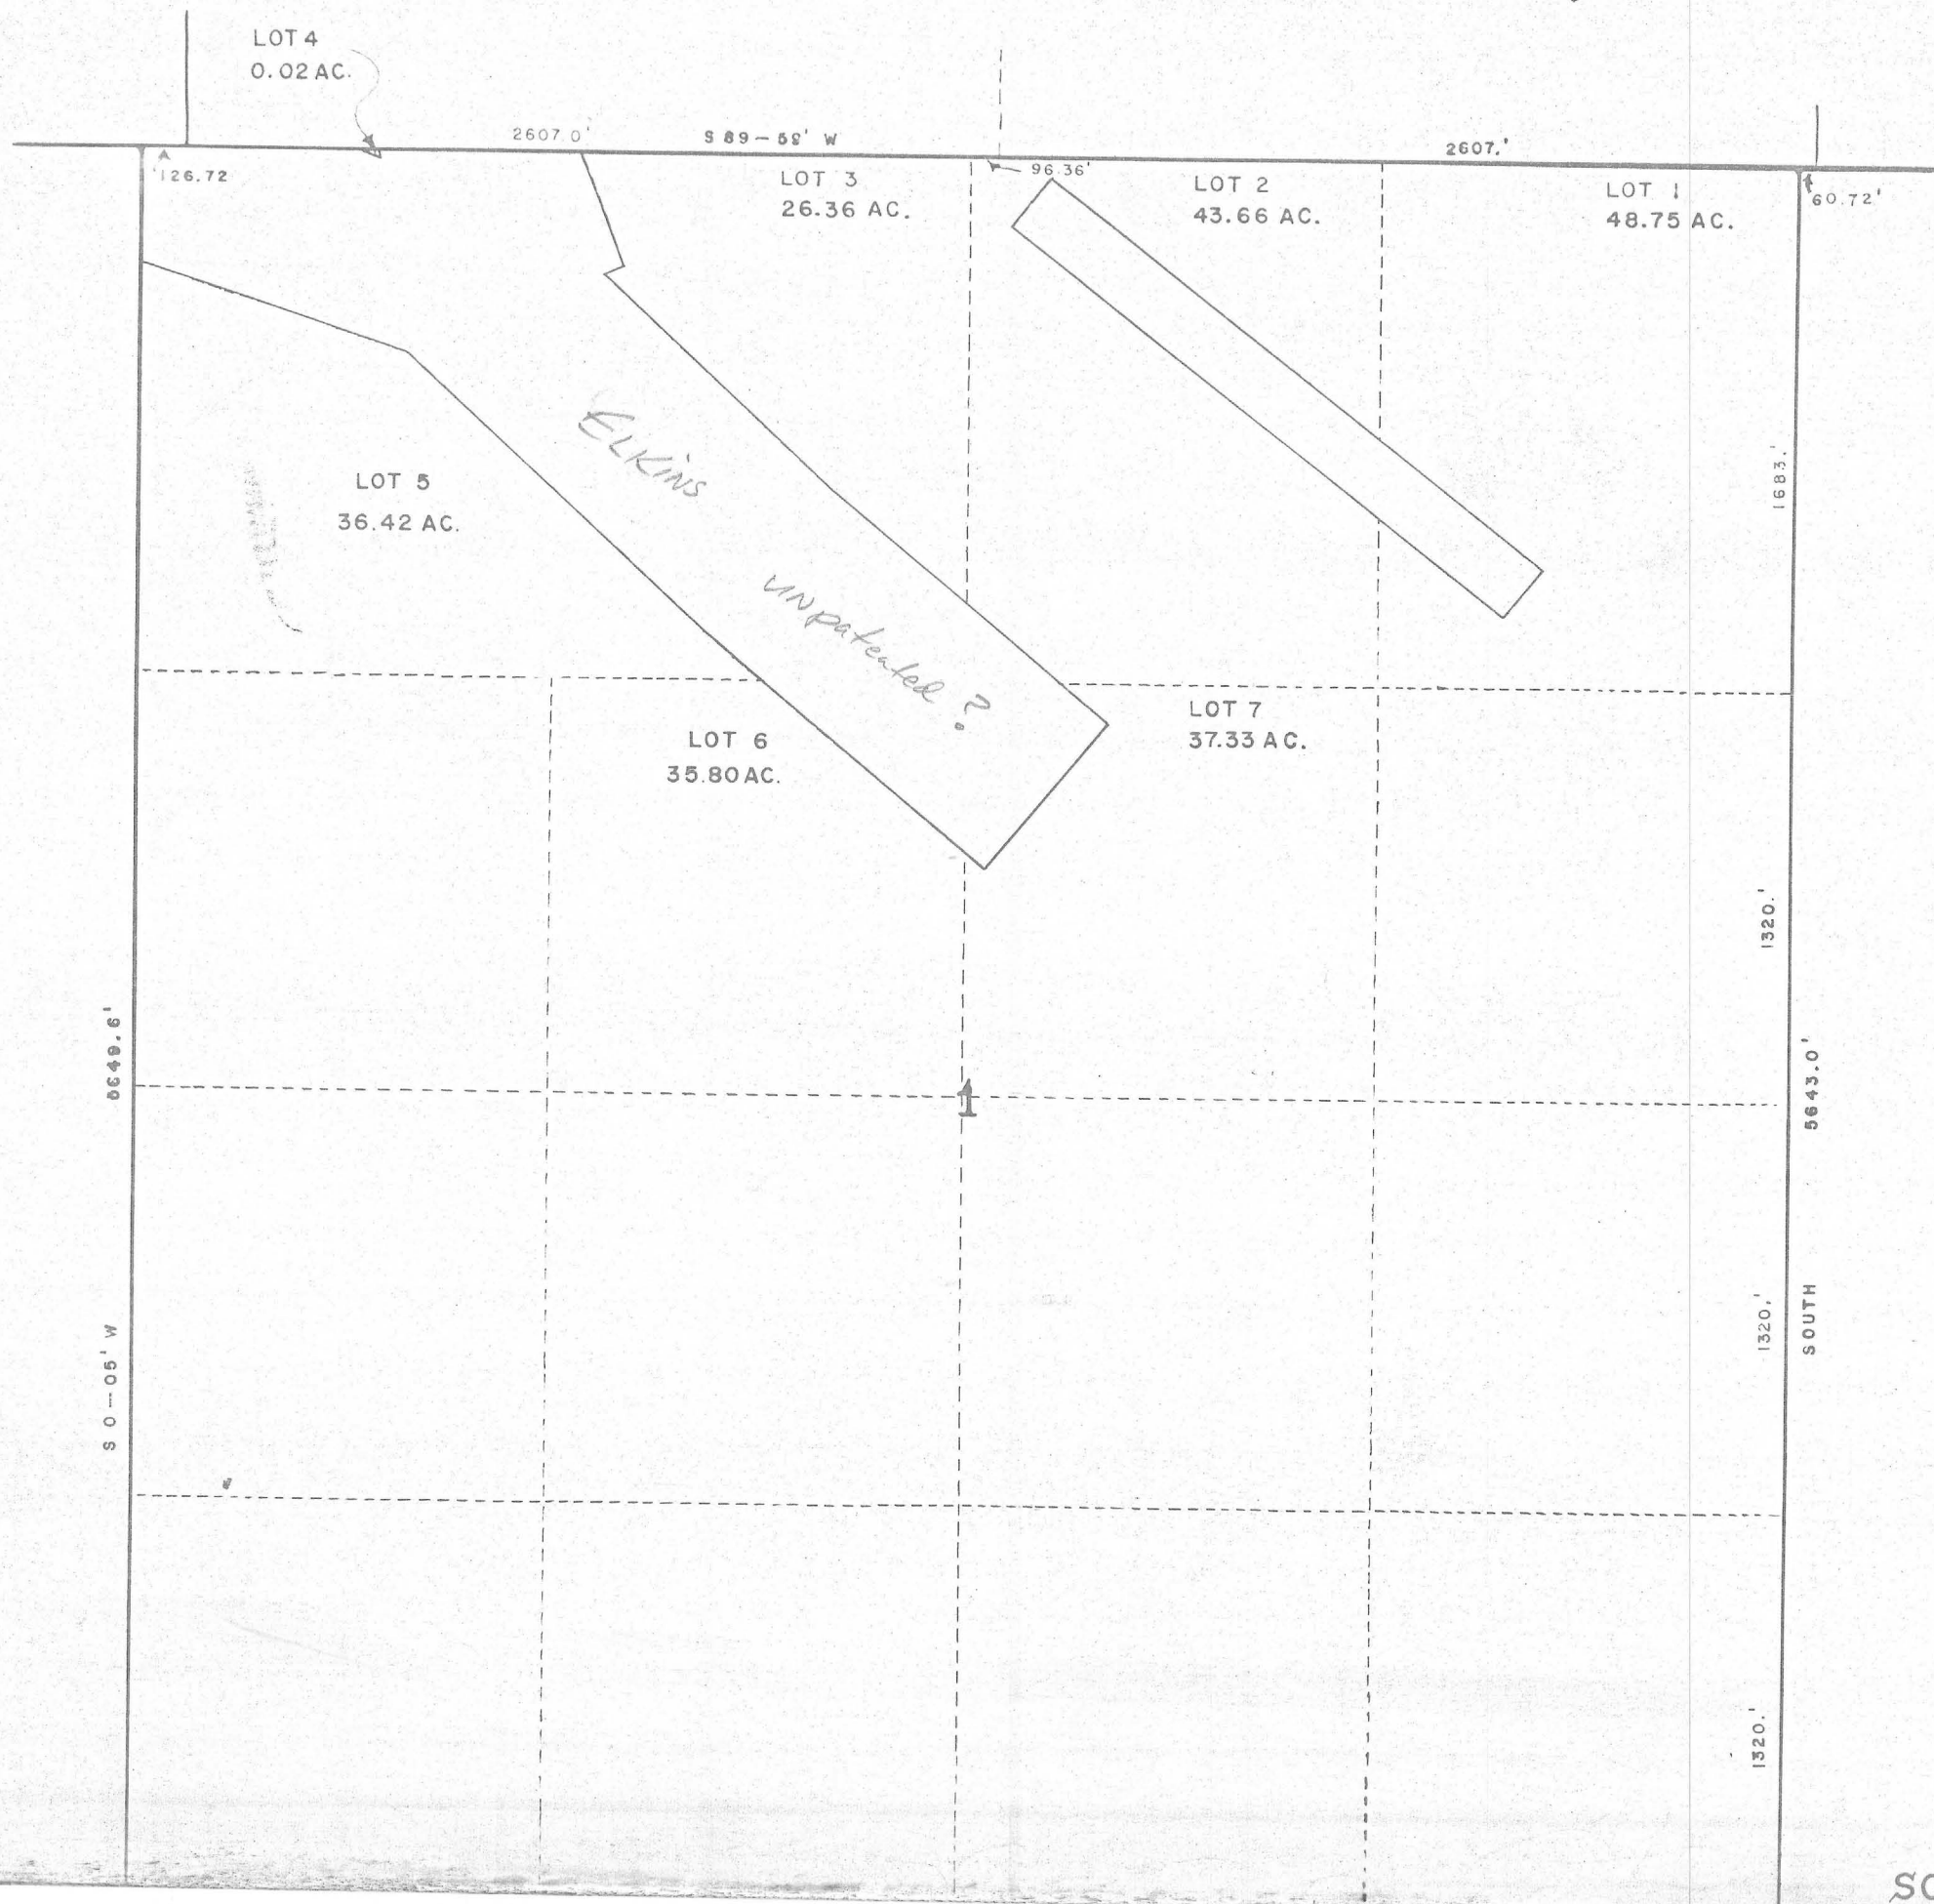 LOT 4
0.02 AC.
2607.0'
S 89-58' W
2607.'
126.72
96.36'
60.72'
LOT 3
26.36 AC.
LOT 2
43.66 AC.
LOT 1
48.75 AC.
ELKINS
LOT 5
36.42 AC.
1683.'
UNpatented ?
LOT 6
35.80 AC.
LOT 7
37.33 AC.
1320.'
5649.6'
1
5643.0'
S 0-05' W
1320.'
SOUTH
1320.'